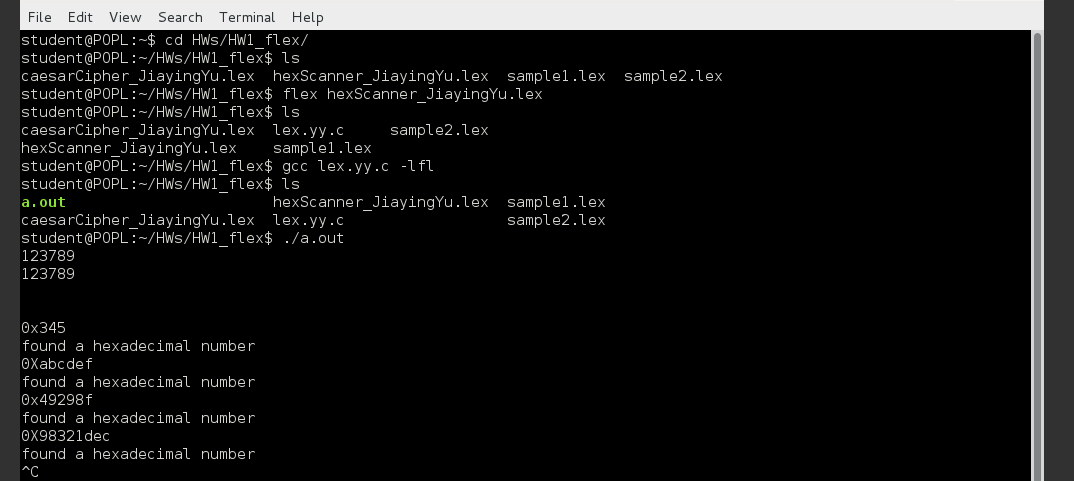 File Edit View Search Terminal Help
student@POPL:~$ cd HWs/HW1_flex/
student@POPL:~/HWs/HW1_flex$ ls
caesarCipher_JiayingYu.lex  hexScanner_JiayingYu.lex  sample1.lex  sample2.lex
student@POPL:~/HWs/HW1_flex$ flex hexScanner_JiayingYu.lex
student@POPL:~/HWs/HW1_flex$ ls
caesarCipher_JiayingYu.lex  lex.yy.c     sample2.lex
hexScanner_JiayingYu.lex    sample1.lex
student@POPL:~/HWs/HW1_flex$ gcc lex.yy.c -lfl
student@POPL:~/HWs/HW1_flex$ ls
a.out                       hexScanner_JiayingYu.lex  sample1.lex
caesarCipher_JiayingYu.lex  lex.yy.c                  sample2.lex
student@POPL:~/HWs/HW1_flex$ ./a.out
123789
123789
0x345
found a hexadecimal number
0Xabcdef
found a hexadecimal number
0x49298f
found a hexadecimal number
0X98321dec
found a hexadecimal number
^C